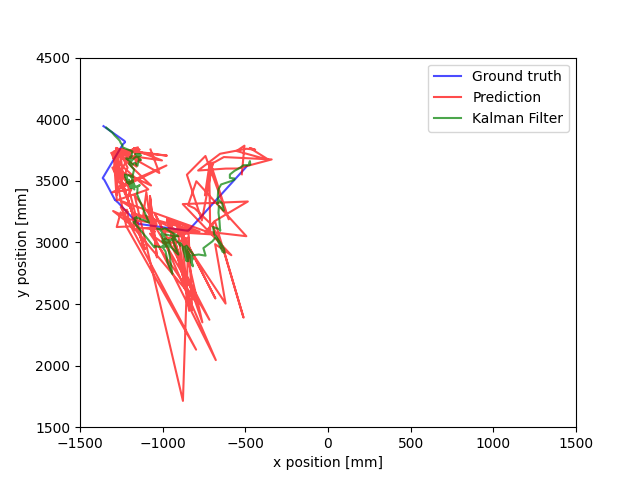 4500
4000
3500
3000
2500
2000
1500
y position [mm]
Ground truth
Prediction
Kalman Filter
−1500
−1000
−500
0
500
1000
1500
x position [mm]